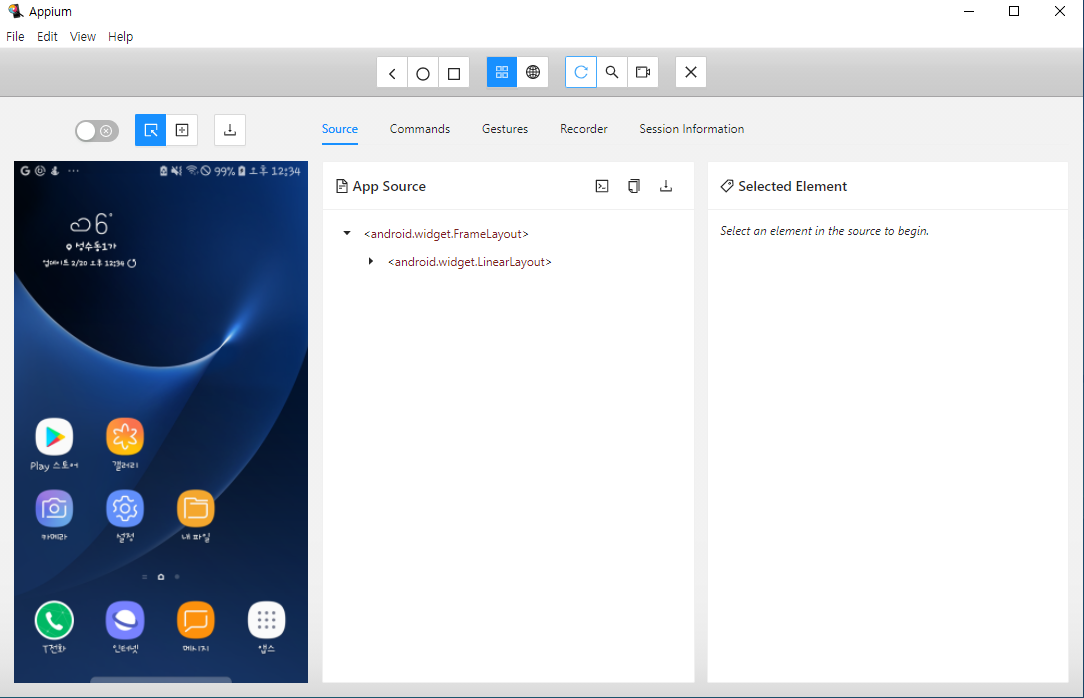 Appium
File Edit View Help
Source Commands Gestures Recorder Session Information
G ... 99% 오후 12:34
6°
성수동1가
업데이트 2/20 오후 12:34
Play 스토어 갤러리
카메라 설정 내 파일
T전화 인터넷 메시지 앱스
App Source
<android.widget.FrameLayout>
<android.widget.LinearLayout>
Selected Element
Select an element in the source to begin.